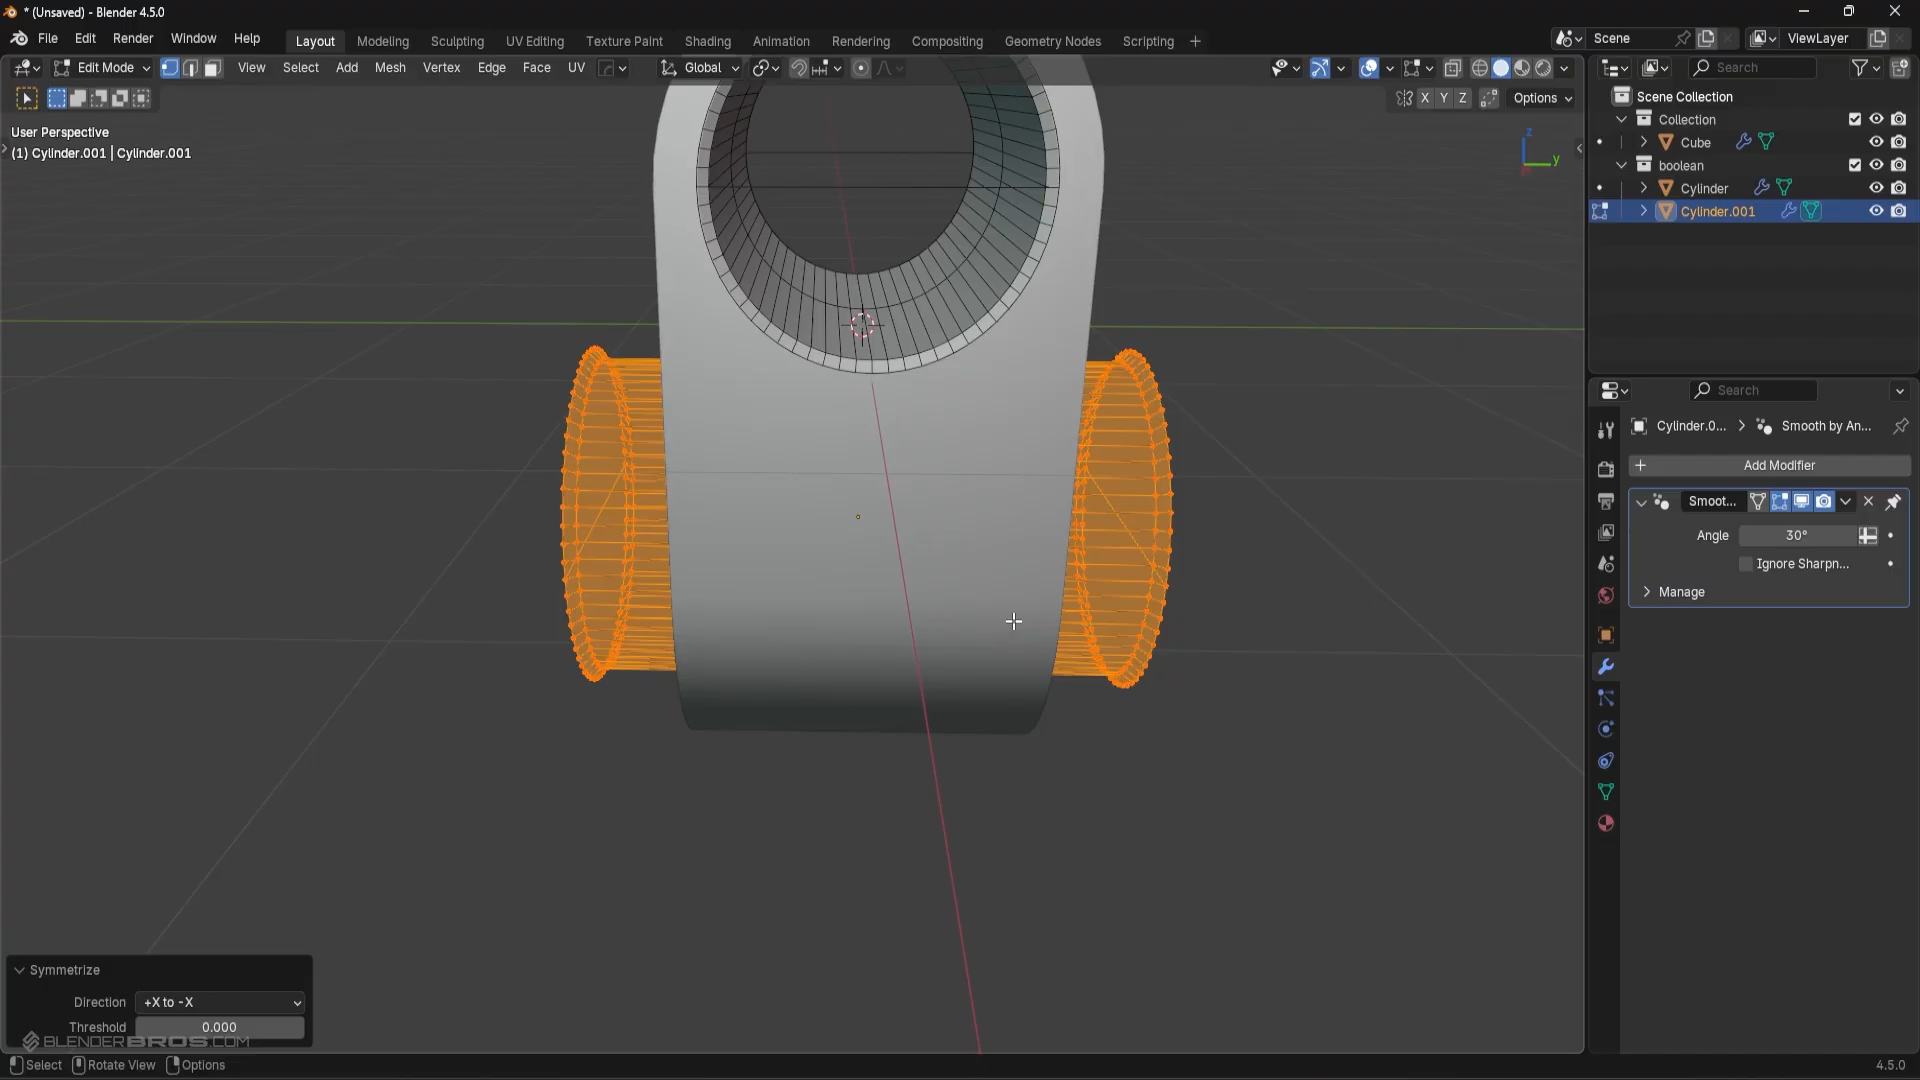 * (Unsaved) - Blender 4.5.0
File Edit Render Window Help Layout Modeling Sculpting UV Editing Texture Paint Shading Animation Rendering Compositing Geometry Nodes Scripting + Scene ViewLayer
Edit Mode View Select Add Mesh Vertex Edge Face UV Global Search
X Y Z Options
User Perspective
(1) Cylinder.001 | Cylinder.001
z
y
Scene Collection
Collection
Cube
boolean
Cylinder
Cylinder.001
Search
Cylinder.0... > Smooth by An...
+ Add Modifier
Smoot...
Angle 30°
Ignore Sharpn...
Manage
Symmetrize
Direction +X to -X
Threshold 0.000
BLENDERBROS.COM
Select Rotate View Options 4.5.0